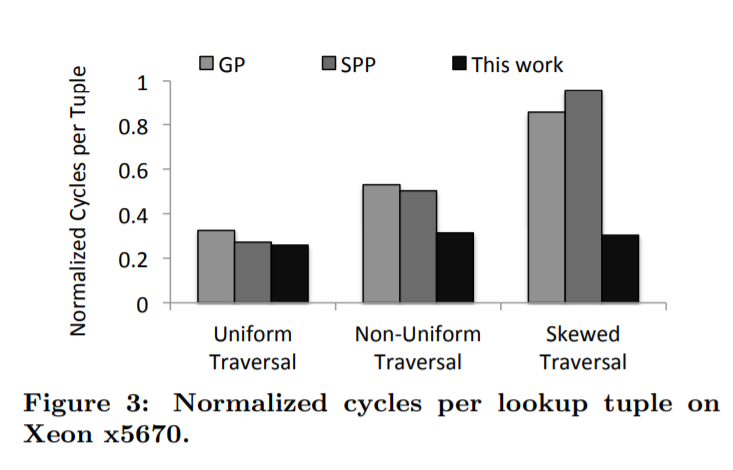 GP SPP This work
Normalized Cycles per Tuple
1
0.8
0.6
0.4
0.2
0
Uniform Traversal
Non-Uniform Traversal
Skewed Traversal
Figure 3: Normalized cycles per lookup tuple on
Xeon x5670.